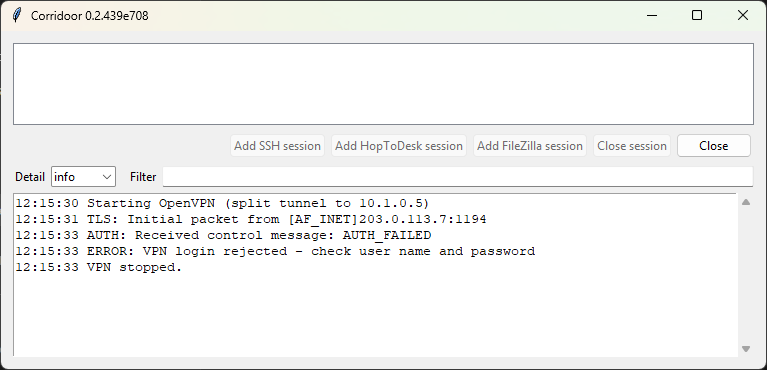 Corridoor 0.2.439e708
Add SSH session Add HopToDesk session Add FileZilla session Close session Close
Detail info Filter
12:15:30 Starting OpenVPN (split tunnel to 10.1.0.5)
12:15:31 TLS: Initial packet from [AF_INET]203.0.113.7:1194
12:15:33 AUTH: Received control message: AUTH_FAILED
12:15:33 ERROR: VPN login rejected - check user name and password
12:15:33 VPN stopped.